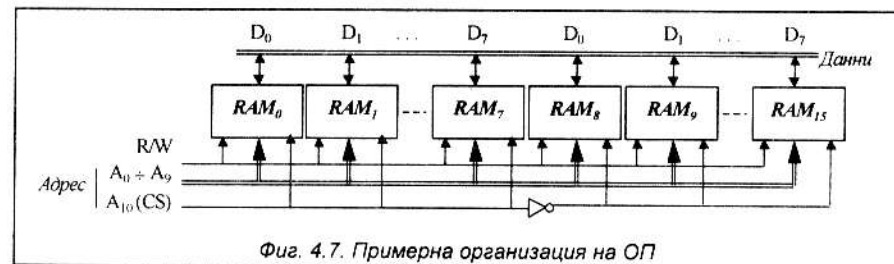 D₀ D₁ ... D₇ D₀ D₁ ... D₇
Данни
RAM₀ RAM₁ RAM₇ RAM₈ RAM₉ RAM₁₅
R/W
Адрес A₀ ÷ A₉
A₁₀ (CS)
Фиг. 4.7. Примерна организация на ОП